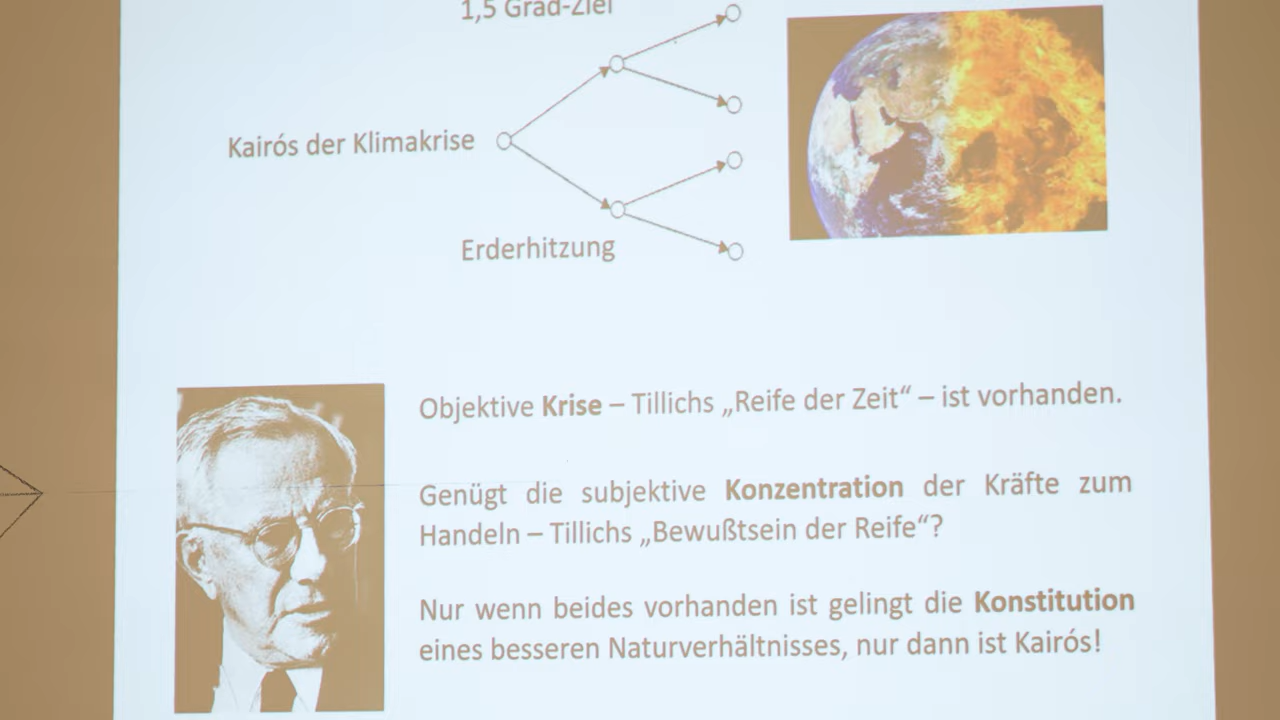 1,5 Grad-Ziel
Kairós der Klimakrise
Erderhitzung
Objektive Krise – Tillichs „Reife der Zeit“ – ist vorhanden.
Genügt die subjektive Konzentration der Kräfte zum
Handeln – Tillichs „Bewußtsein der Reife“?
Nur wenn beides vorhanden ist gelingt die Konstitution
eines besseren Naturverhältnisses, nur dann ist Kairós!